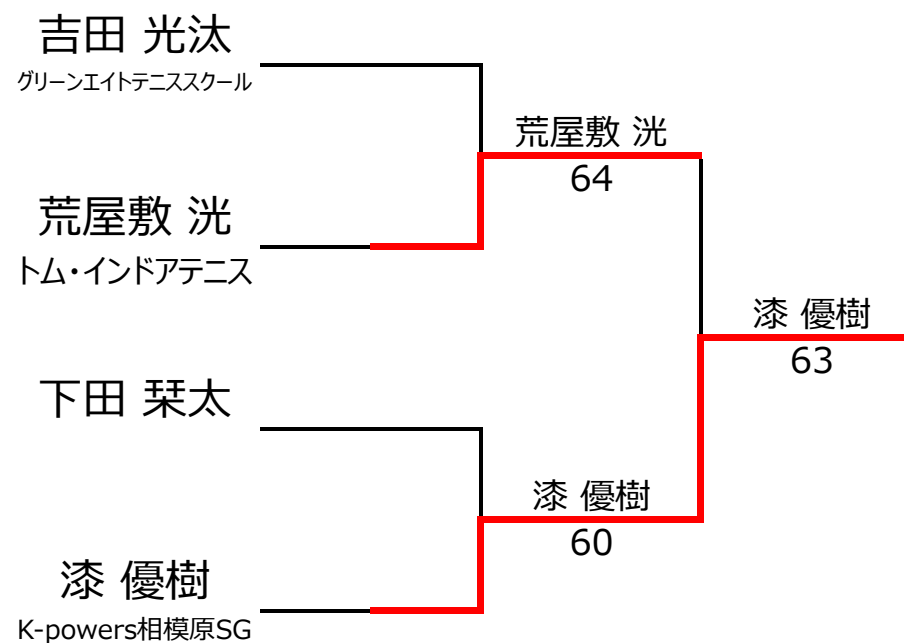 吉田 光汰
グリーンエイトテニススクール
荒屋敷 洸
64
荒屋敷 洸
トム・インドアテニス
漆 優樹
63
下田 栞太
漆 優樹
60
漆 優樹
K-powers相模原SG